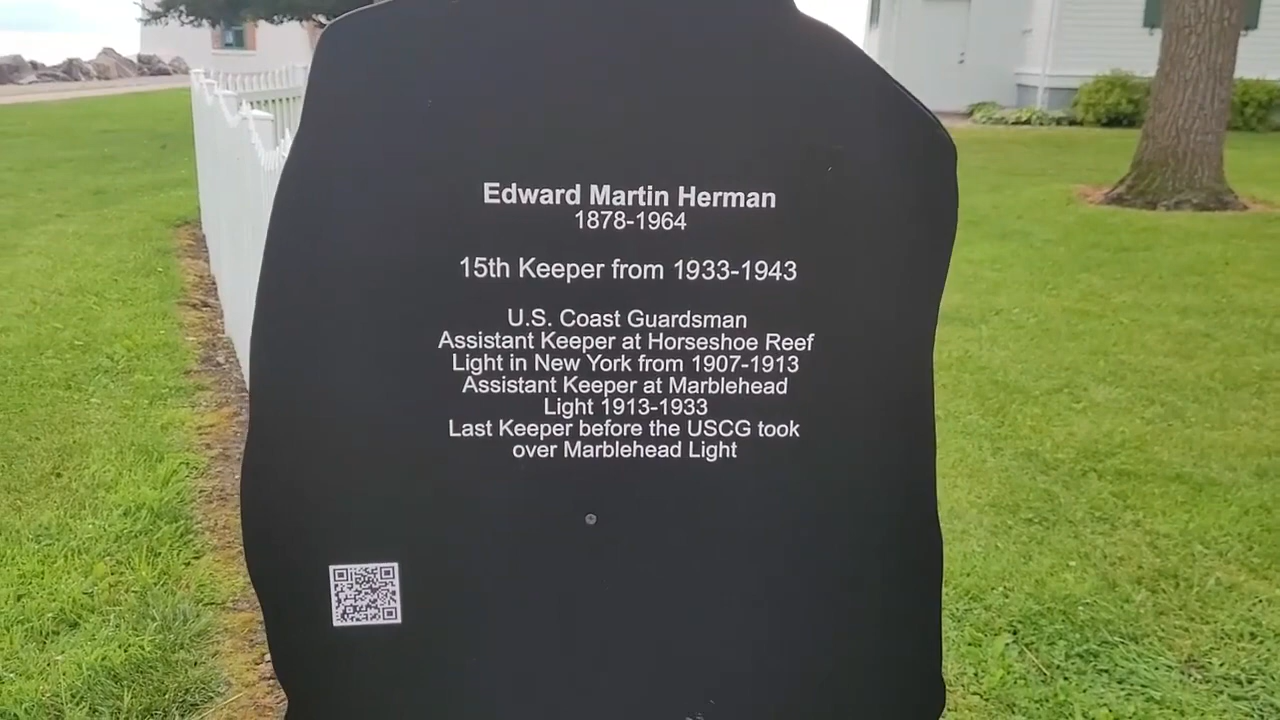 Edward Martin Herman
1878-1964
15th Keeper from 1933-1943
U.S. Coast Guardsman
Assistant Keeper at Horseshoe Reef
Light in New York from 1907-1913
Assistant Keeper at Marblehead
Light 1913-1933
Last Keeper before the USCG took
over Marblehead Light